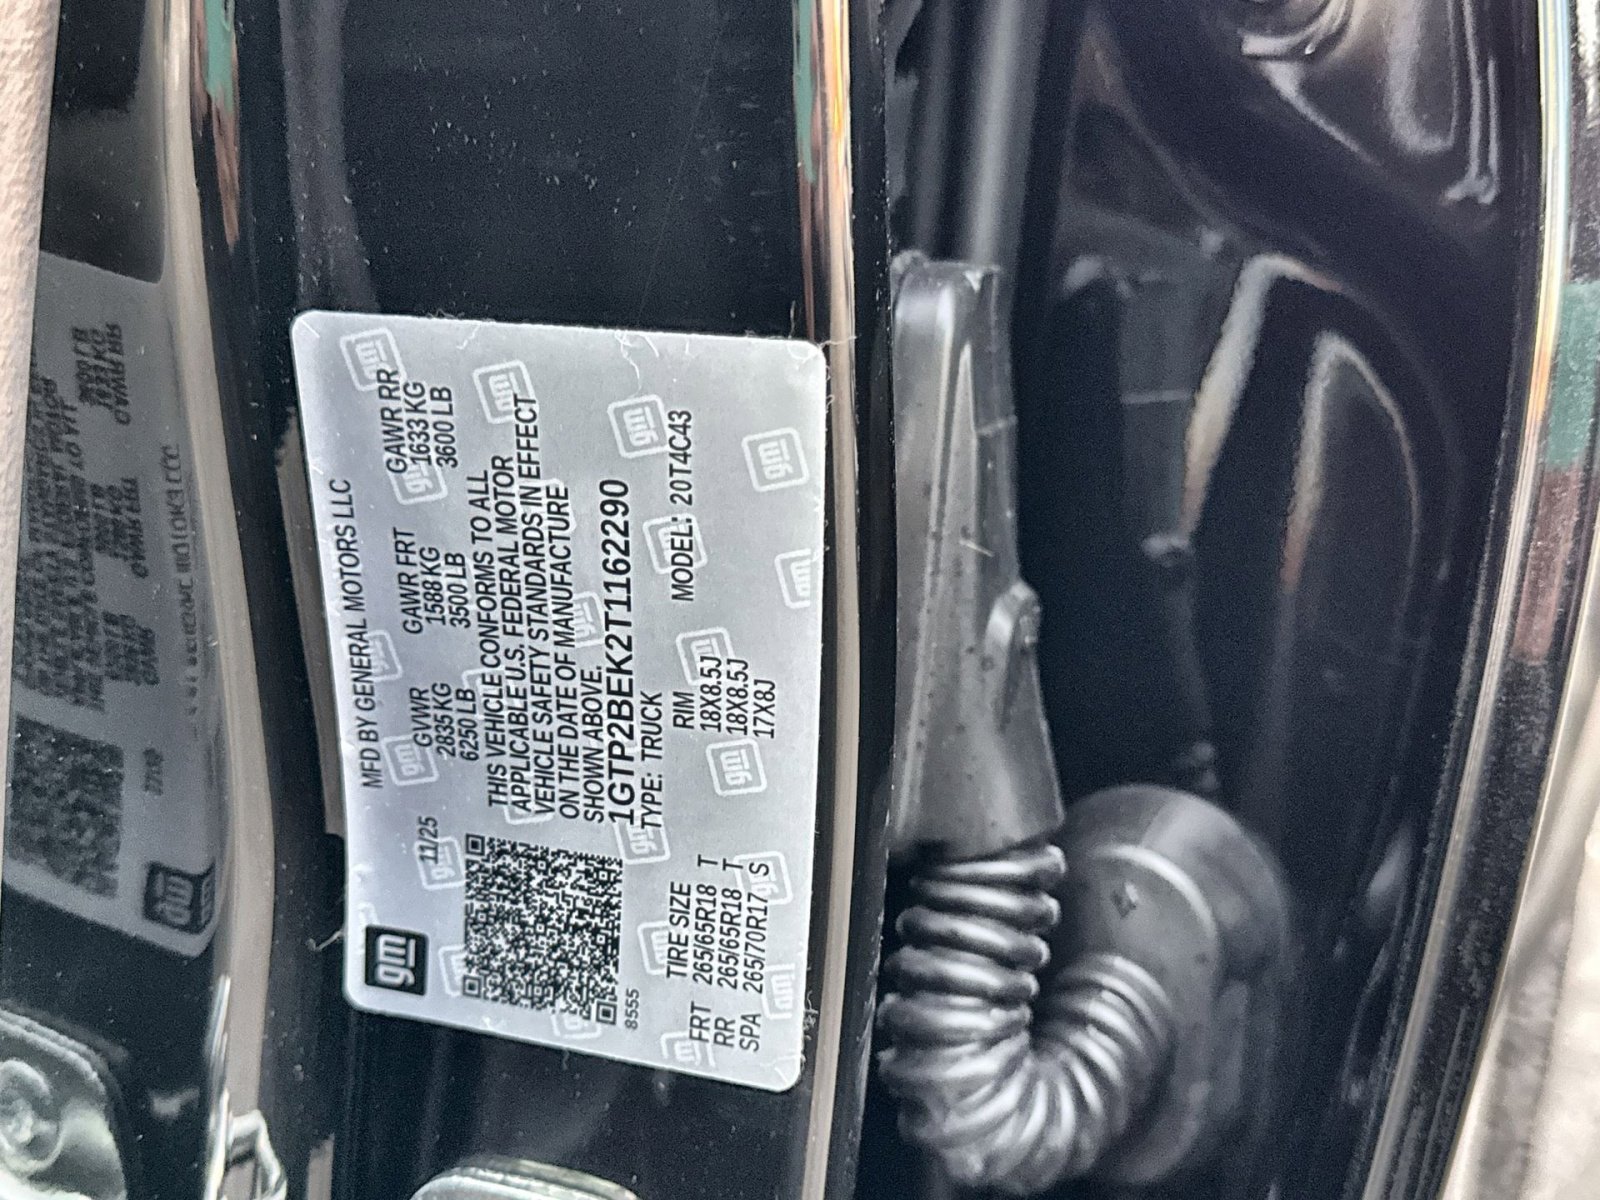 gm
MFD BY GENERAL MOTORS LLC
11/25
GVWR GAWR FRT GAWR RR
2835 KG 1588 KG 1633 KG
6250 LB 3500 LB 3600 LB
THIS VEHICLE CONFORMS TO ALL
APPLICABLE U.S. FEDERAL MOTOR
VEHICLE SAFETY STANDARDS IN EFFECT
ON THE DATE OF MANUFACTURE
SHOWN ABOVE.
1GTP2BEK2T1162290
8555
TYPE: TRUCK MODEL: 20T4C43
TIRE SIZE RIM
FRT 265/65R18 T 18X8.5J
RR 265/65R18 T 18X8.5J
SPA 265/70R17 S 17X8J